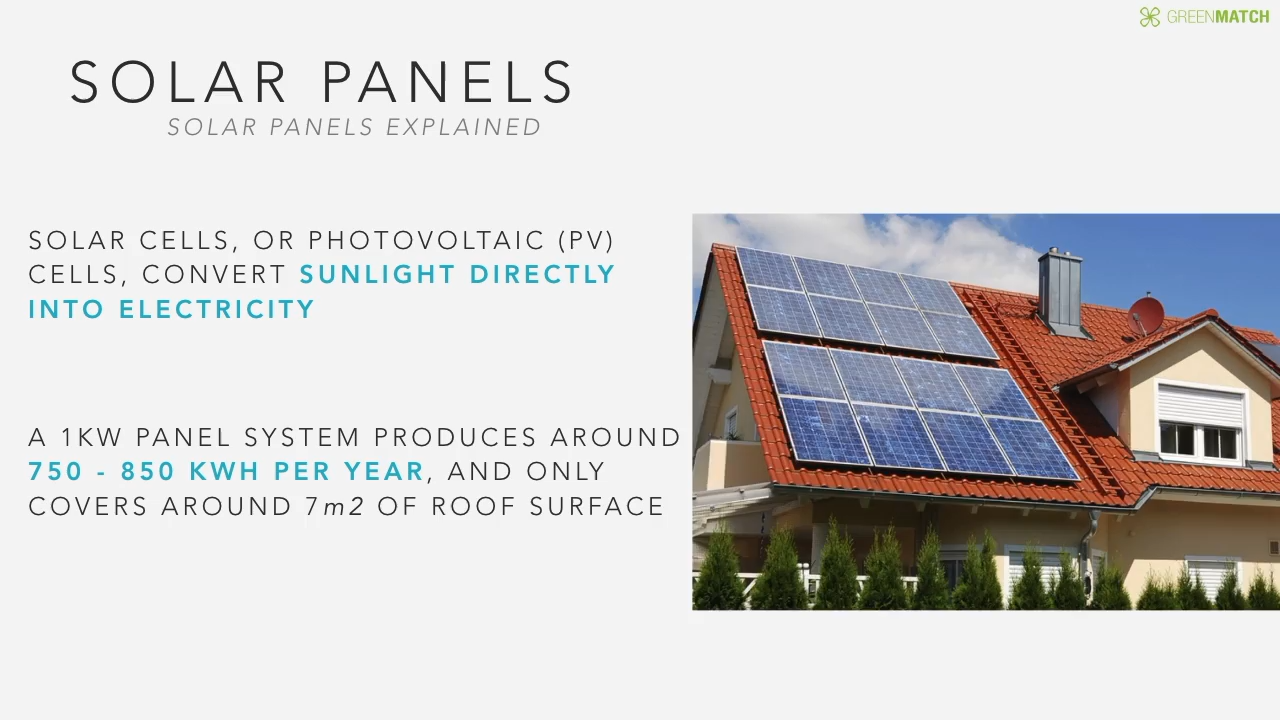 GREENMATCH
SOLAR PANELS
SOLAR PANELS EXPLAINED
SOLAR CELLS, OR PHOTOVOLTAIC (PV)
CELLS, CONVERT SUNLIGHT DIRECTLY
INTO ELECTRICITY
A 1KW PANEL SYSTEM PRODUCES AROUND
750 - 850 KWH PER YEAR, AND ONLY
COVERS AROUND 7m2 OF ROOF SURFACE